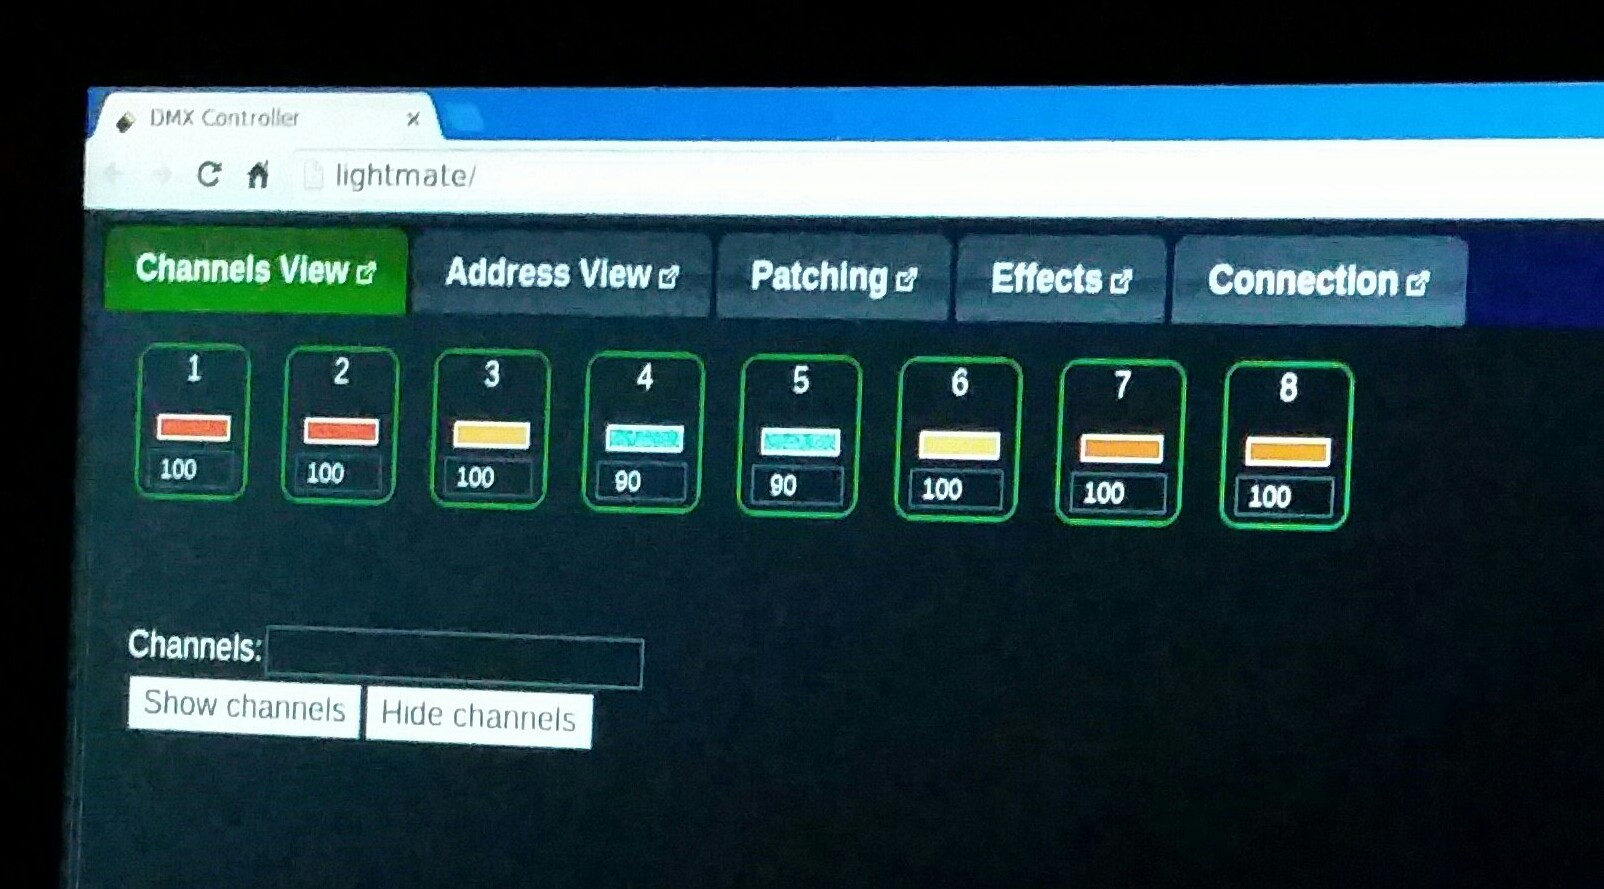 DMX Controller
lightmate/
Channels View Address View Patching Effects Connection
1 2 3 4 5 6 7 8
100 100 100 90 90 100 100 100
Channels:
Show channels Hide channels